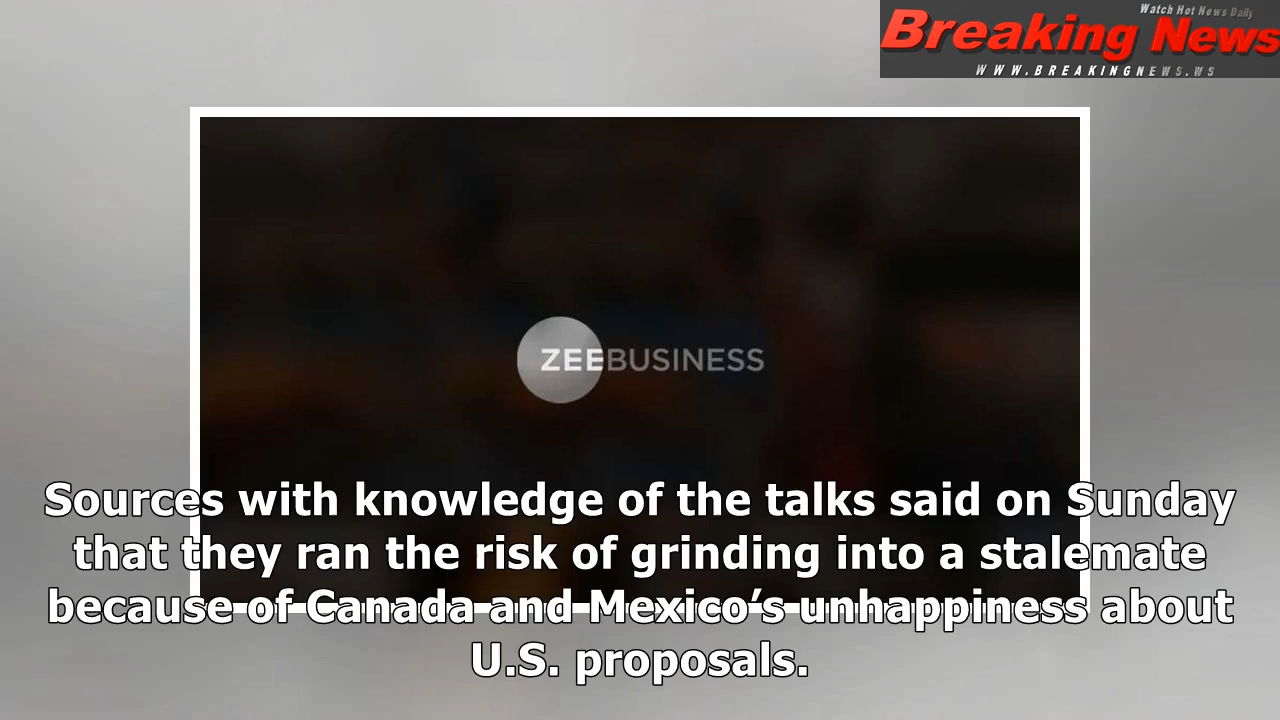 Watch Hot News Daily
Breaking News
WWW.BREAKINGNEWS.WS
ZEEBUSINESS
Sources with knowledge of the talks said on Sunday
that they ran the risk of grinding into a stalemate
because of Canada and Mexico’s unhappiness about
U.S. proposals.